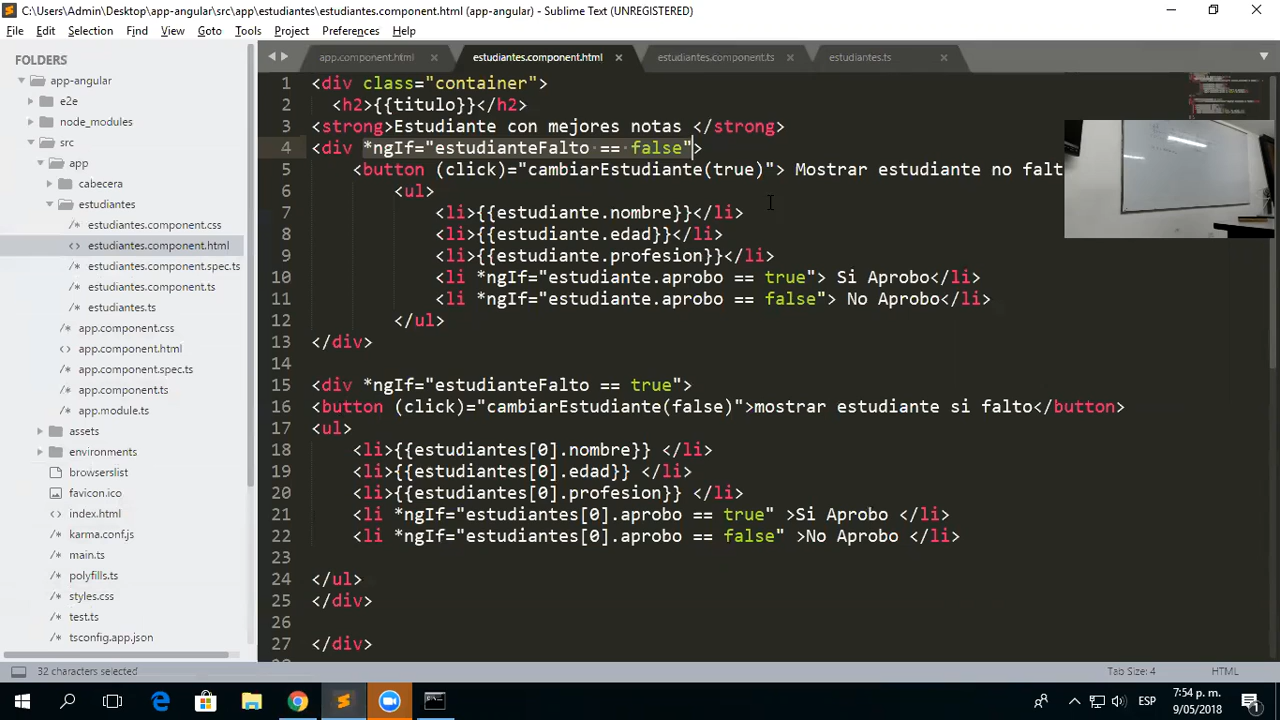 C:\Users\Admin\Desktop\app-angular\src\app\estudiantes\estudiantes.component.html (app-angular) - Sublime Text (UNREGISTERED)
File Edit Selection Find View Goto Tools Project Preferences Help
FOLDERS
app-angular
e2e
node_modules
src
app
cabecera
estudiantes
estudiantes.component.css
estudiantes.component.html
estudiantes.component.spec.ts
estudiantes.component.ts
estudiantes.ts
app.component.css
app.component.html
app.component.spec.ts
app.component.ts
app.module.ts
assets
environments
browserslist
favicon.ico
index.html
karma.conf.js
main.ts
polyfills.ts
styles.css
test.ts
tsconfig.app.json
app.component.html estudiantes.component.html estudiantes.component.ts estudiantes.ts
1 <div class="container">
2 <h2>{{titulo}}</h2>
3 <strong>Estudiante con mejores notas </strong>
4 <div *ngIf="estudianteFalto == false">
5 <button (click)="cambiarEstudiante(true)"> Mostrar estudiante no falt
6 <ul>
7 <li>{{estudiante.nombre}}</li>
8 <li>{{estudiante.edad}}</li>
9 <li>{{estudiante.profesion}}</li>
10 <li *ngIf="estudiante.aprobo == true"> Si Aprobo</li>
11 <li *ngIf="estudiante.aprobo == false"> No Aprobo</li>
12 </ul>
13 </div>
14
15 <div *ngIf="estudianteFalto == true">
16 <button (click)="cambiarEstudiante(false)">mostrar estudiante si falto</button>
17 <ul>
18 <li>{{estudiantes[0].nombre}} </li>
19 <li>{{estudiantes[0].edad}} </li>
20 <li>{{estudiantes[0].profesion}} </li>
21 <li *ngIf="estudiantes[0].aprobo == true" >Si Aprobo </li>
22 <li *ngIf="estudiantes[0].aprobo == false" >No Aprobo </li>
23
24 </ul>
25 </div>
26
27 </div>
32 characters selected Tab Size: 4 HTML
ESP 7:54 p. m.
9/05/2018